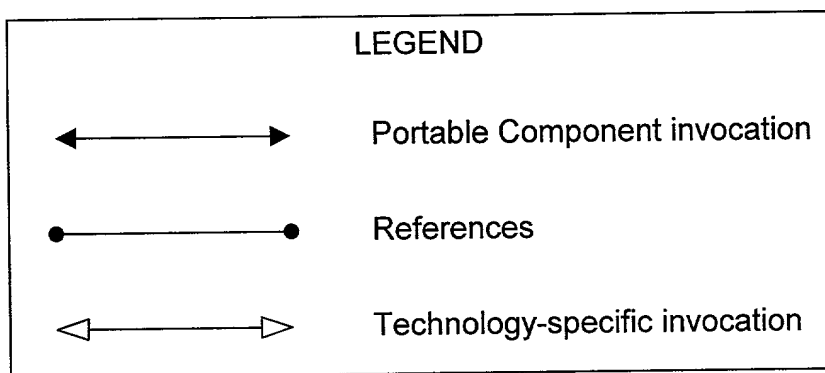 LEGEND
Portable Component invocation
References
Technology-specific invocation